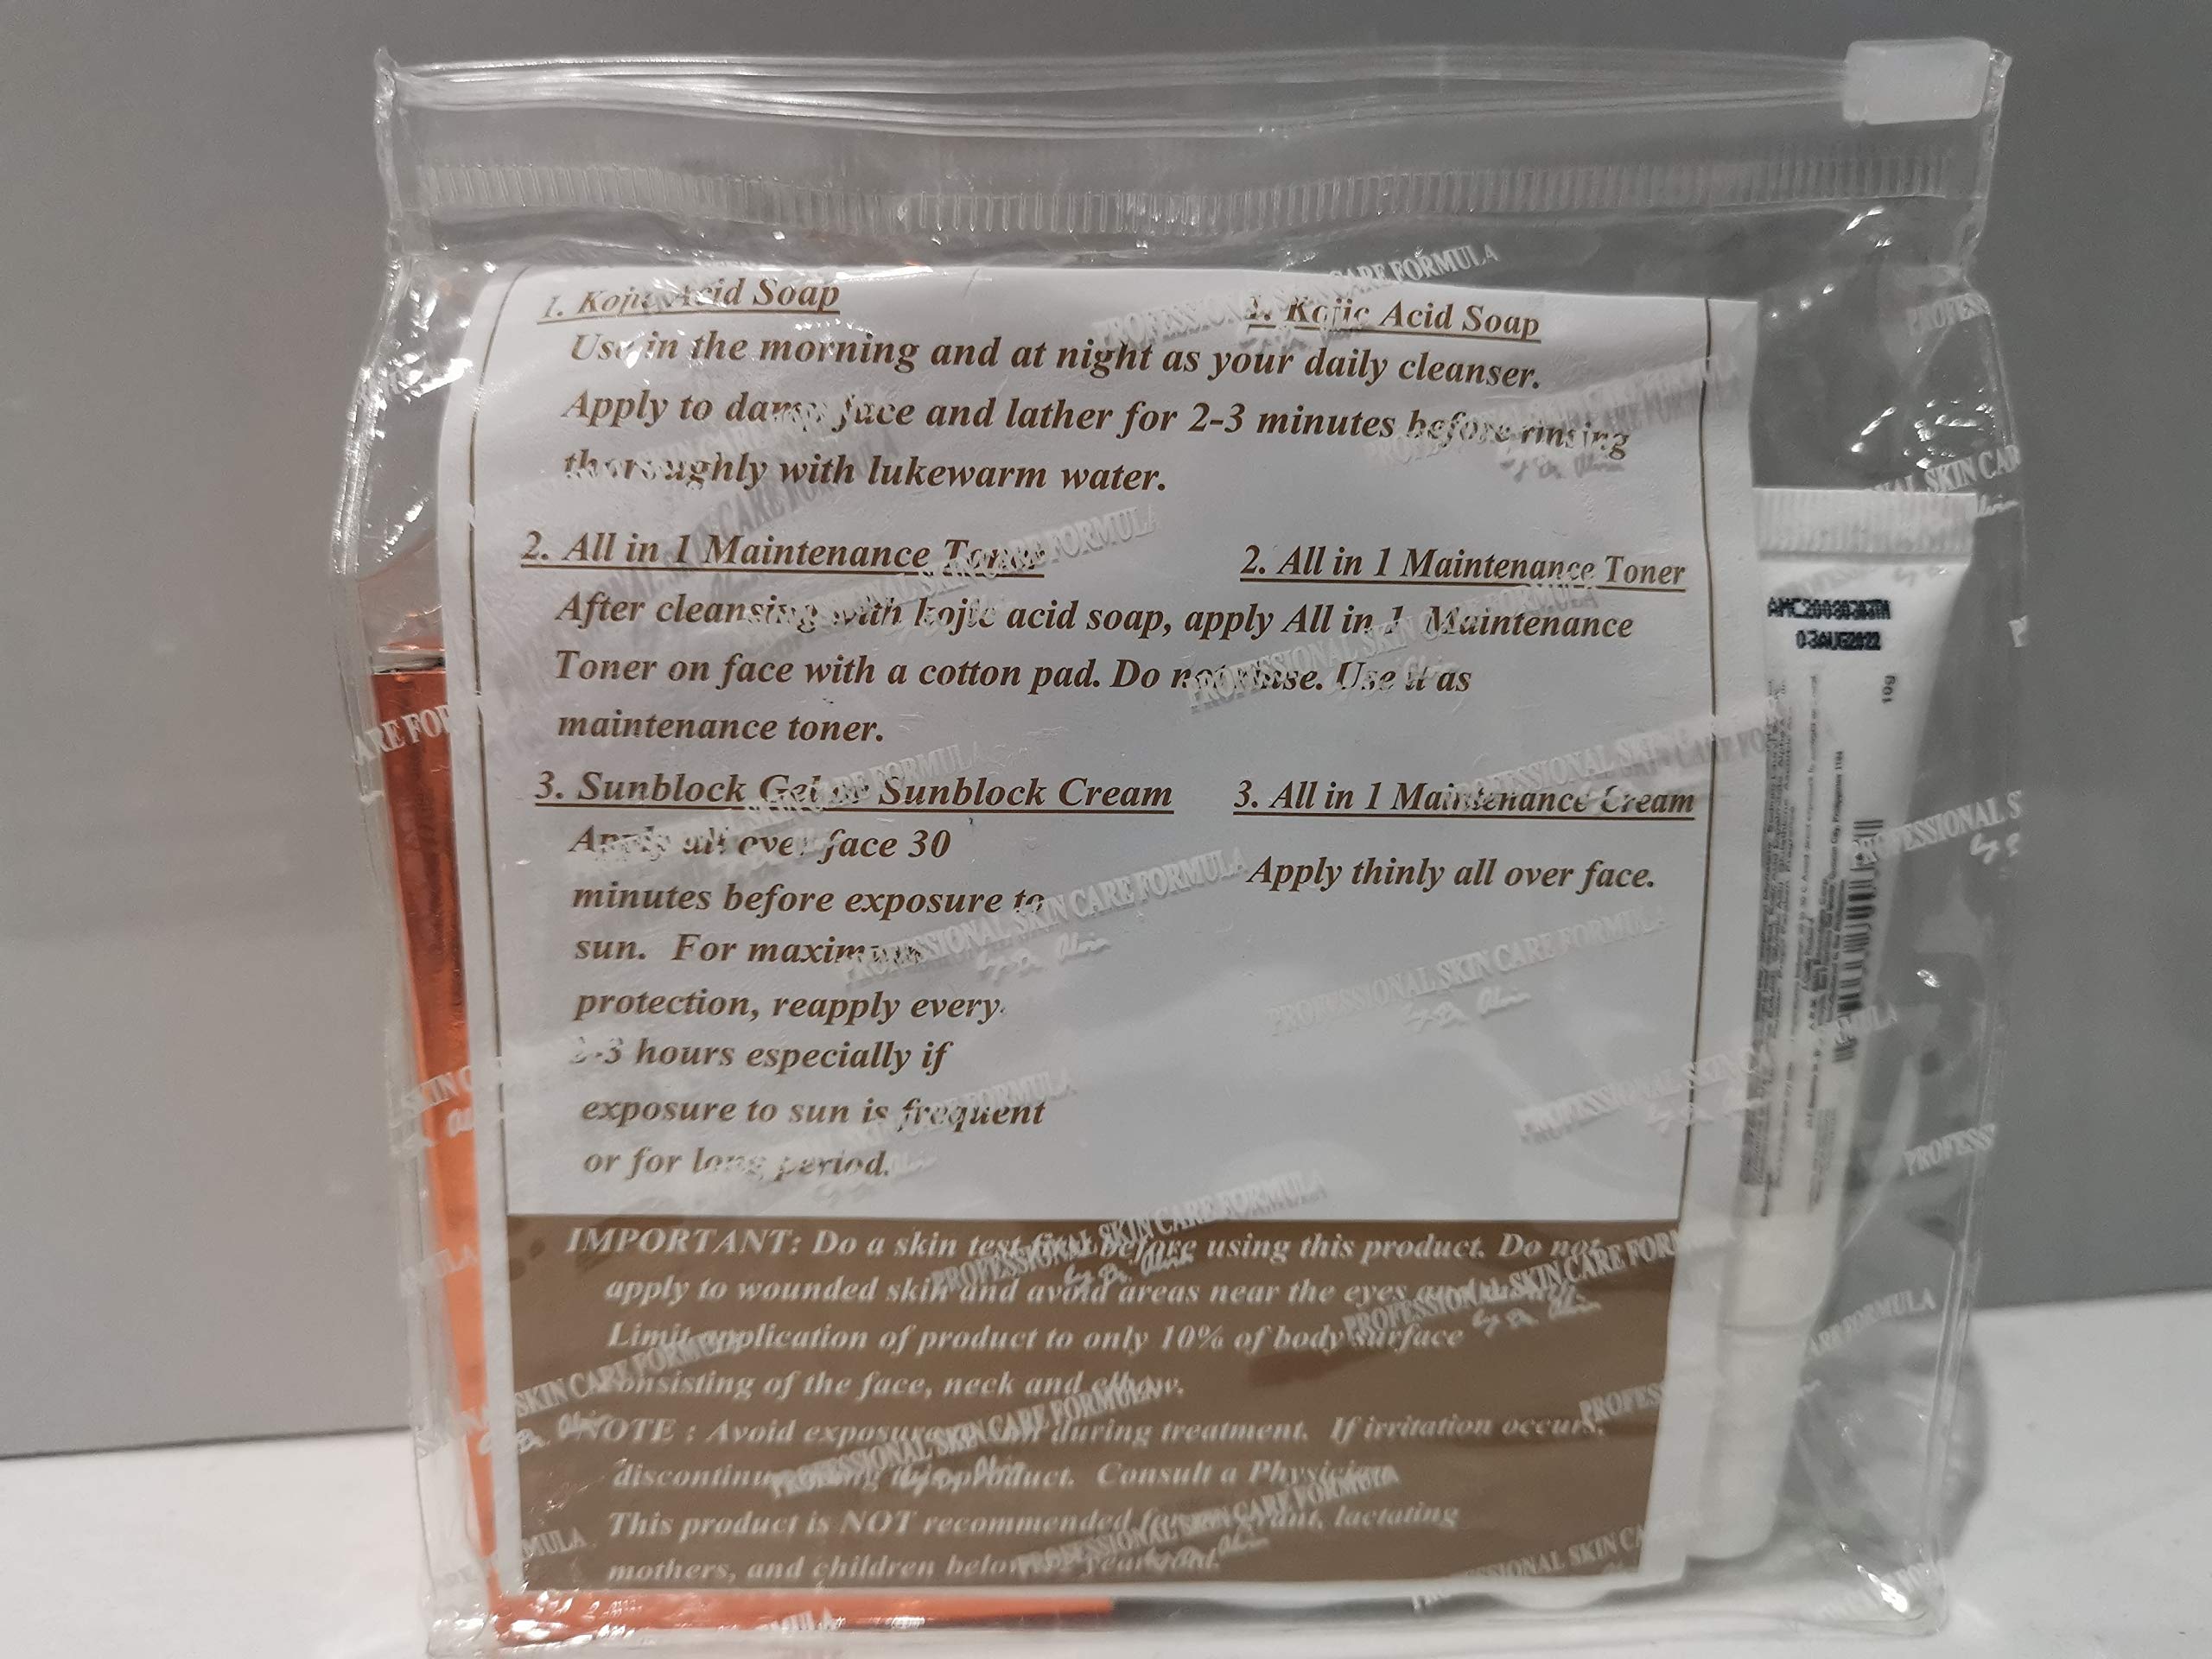 1. Kojic Acid Soap
1. Kojic Acid Soap
Use in the morning and at night as your daily cleanser.
Apply to damp face and lather for 2-3 minutes before rinsing
thoroughly with lukewarm water.
2. All in 1 Maintenance Toner
2. All in 1 Maintenance Toner
After cleansing with kojic acid soap, apply All in 1 Maintenance
Toner on face with a cotton pad. Do not rinse. Use it as
maintenance toner.
3. Sunblock Gel or Sunblock Cream
Apply all over face 30
minutes before exposure to
sun. For maximum
protection, reapply every
2-3 hours especially if
exposure to sun is frequent
or for long period.
3. All in 1 Maintenance Cream
Apply thinly all over face.
IMPORTANT: Do a skin test first before using this product. Do not
apply to wounded skin and avoid areas near the eyes and
Limit application of product to only 10% of body surface
consisting of the face, neck and elbow.
NOTE : Avoid exposure during treatment. If irritation occurs,
discontinue using this product. Consult a Physician
This product is NOT recommended for pregnant, lactating
mothers, and children below
PROFESSIONAL SKIN CARE FORMULA
by Dr. Alvin
03AUG2022
10g